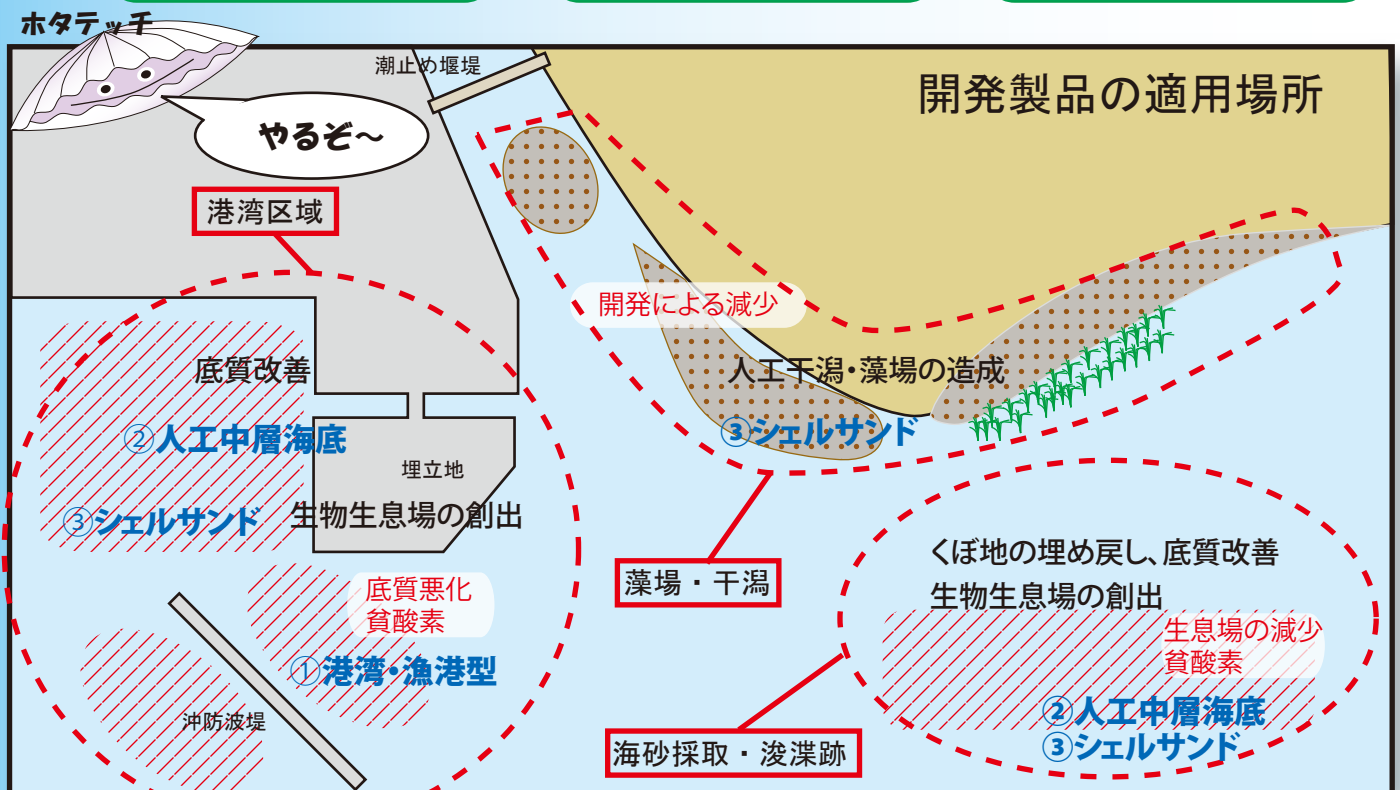 ホタテッチ
潮止め堰堤
開発製品の適用場所
やるぞ〜
港湾区域
開発による減少
底質改善
人工干潟・藻場の造成
②人工中層海底
③シェルサンド
埋立地
③シェルサンド
生物生息場の創出
くぼ地の埋め戻し、底質改善
生物生息場の創出
藻場・干潟
底質悪化
貧酸素
生息場の減少
貧酸素
①港湾・漁港型
沖防波堤
②人工中層海底
③シェルサンド
海砂採取・浚渫跡